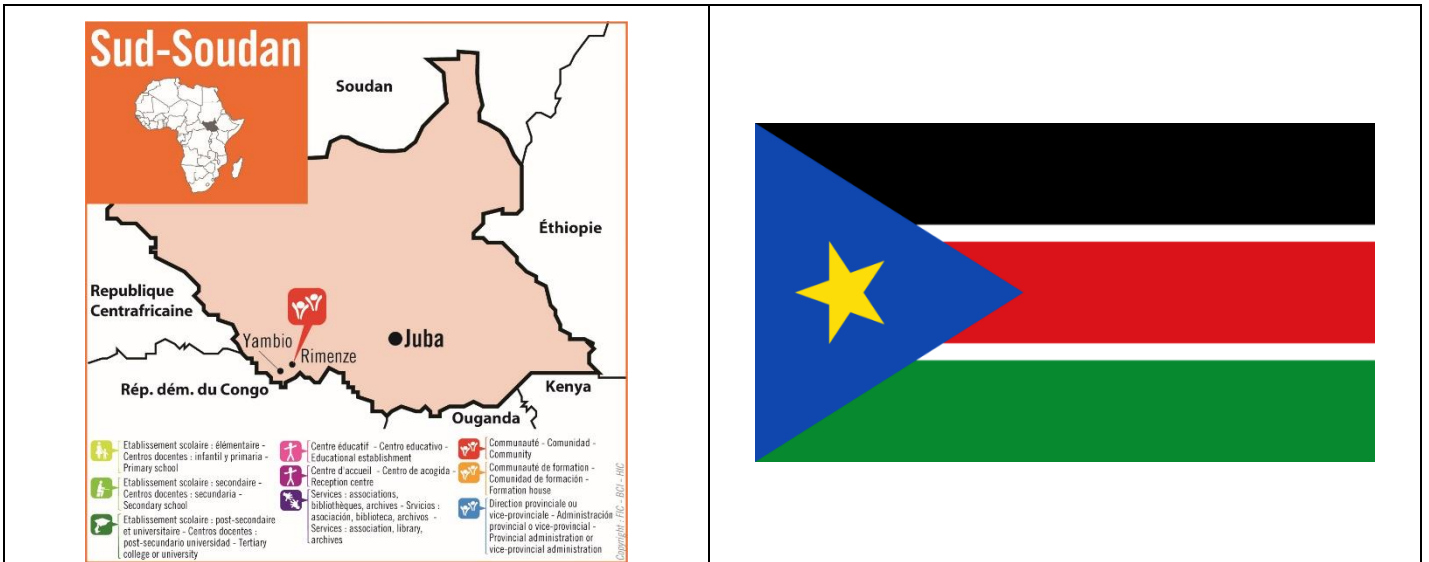 Sud-Soudan
Soudan
Éthiopie
Republique
Centrafricaine
Yambio
Rimenze
Juba
Rép. dém. du Congo
Kenya
Ouganda
Etablissement scolaire : élémentaire -
Centros docentes : infantil y primaria -
Primary school
Etablissement scolaire : secondaire -
Centros docentes : secundaria -
Secondary school
Etablissement scolaire : post-secondaire
et universitaire - Centros docentes :
post-secundario universidad - Tertiary
college or university
Centre éducatif - Centro educativo -
Educational establishment
Centre d'accueil - Centro de acogida -
Reception centre
Services : associations,
bibliothèques, archives - Srvicios :
asociación, biblioteca, archivos -
Services : association, library,
archives
Communauté - Comunidad -
Community
Communauté de formation -
Comunidad de formación -
Formation house
Direction provinciale ou
vice-provinciale - Administración
provincial o vice-provincial -
Provincial administration or
vice-provincial administration
Copyright : FIC - BCI - HIC